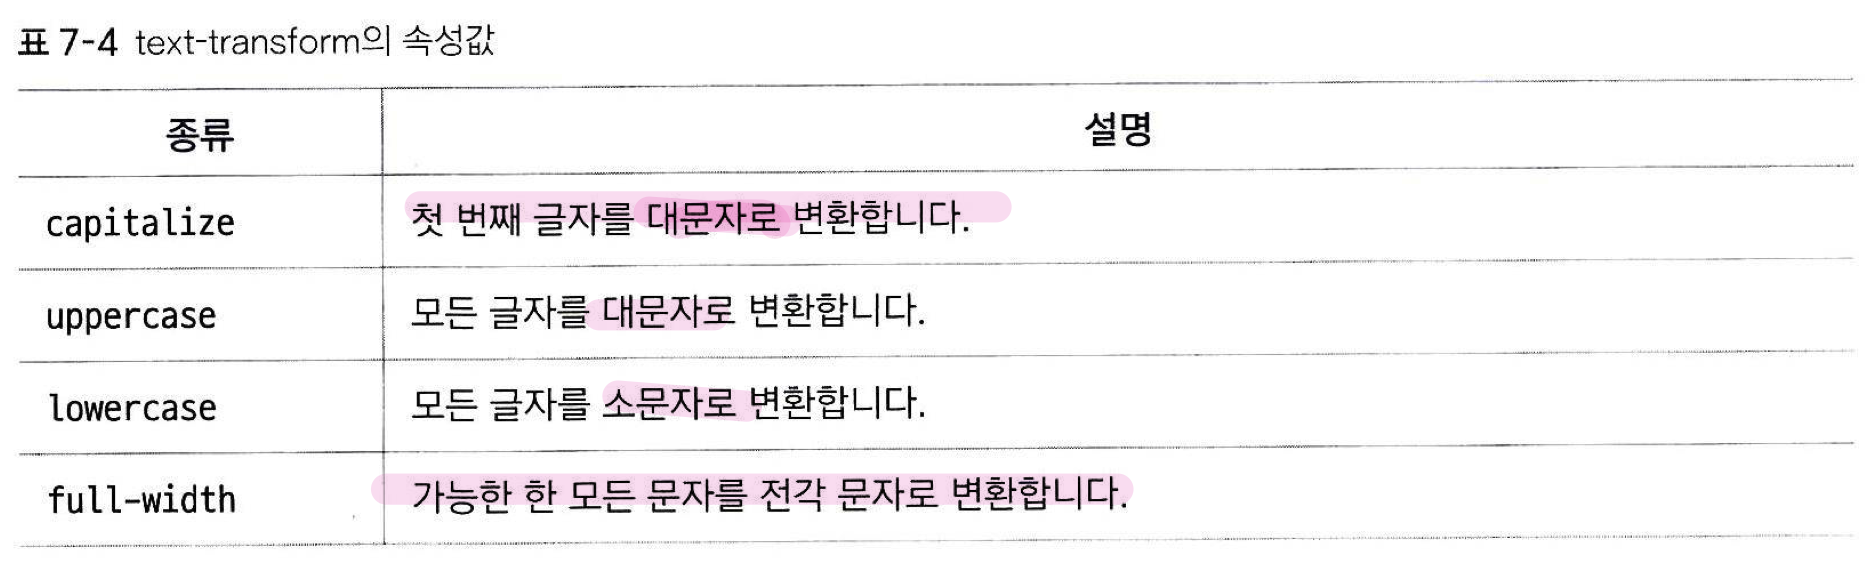 표 7-4 text-transform의 속성값
종류 설명
capitalize 첫 번째 글자를 대문자로 변환합니다.
uppercase 모든 글자를 대문자로 변환합니다.
lowercase 모든 글자를 소문자로 변환합니다.
full-width 가능한 한 모든 문자를 전각 문자로 변환합니다.